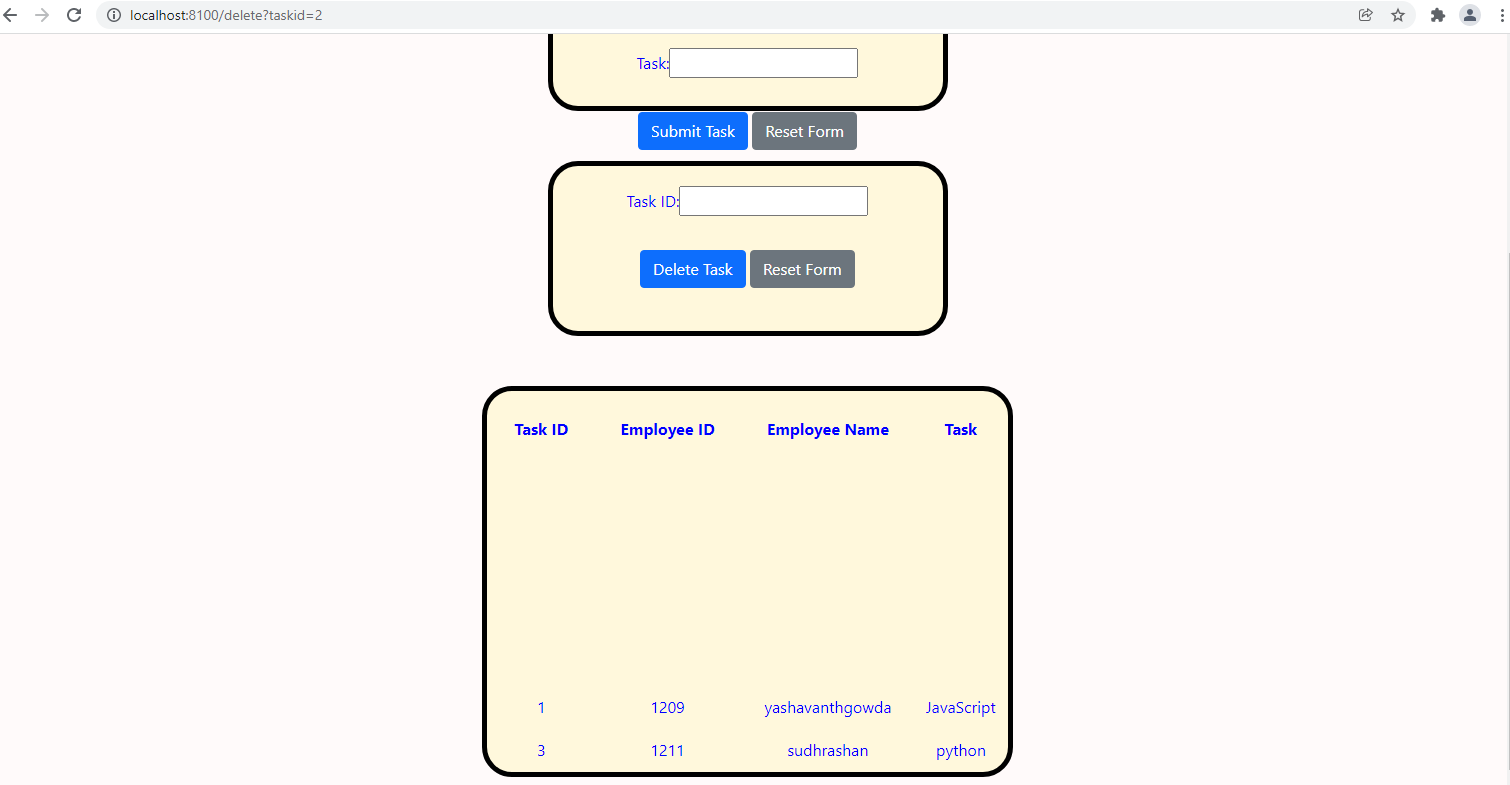 localhost:8100/delete?taskid=2
Task:
Submit Task Reset Form
Task ID:
Delete Task Reset Form
Task ID Employee ID Employee Name Task
1 1209 yashavanthgowda JavaScript
3 1211 sudhrashan python